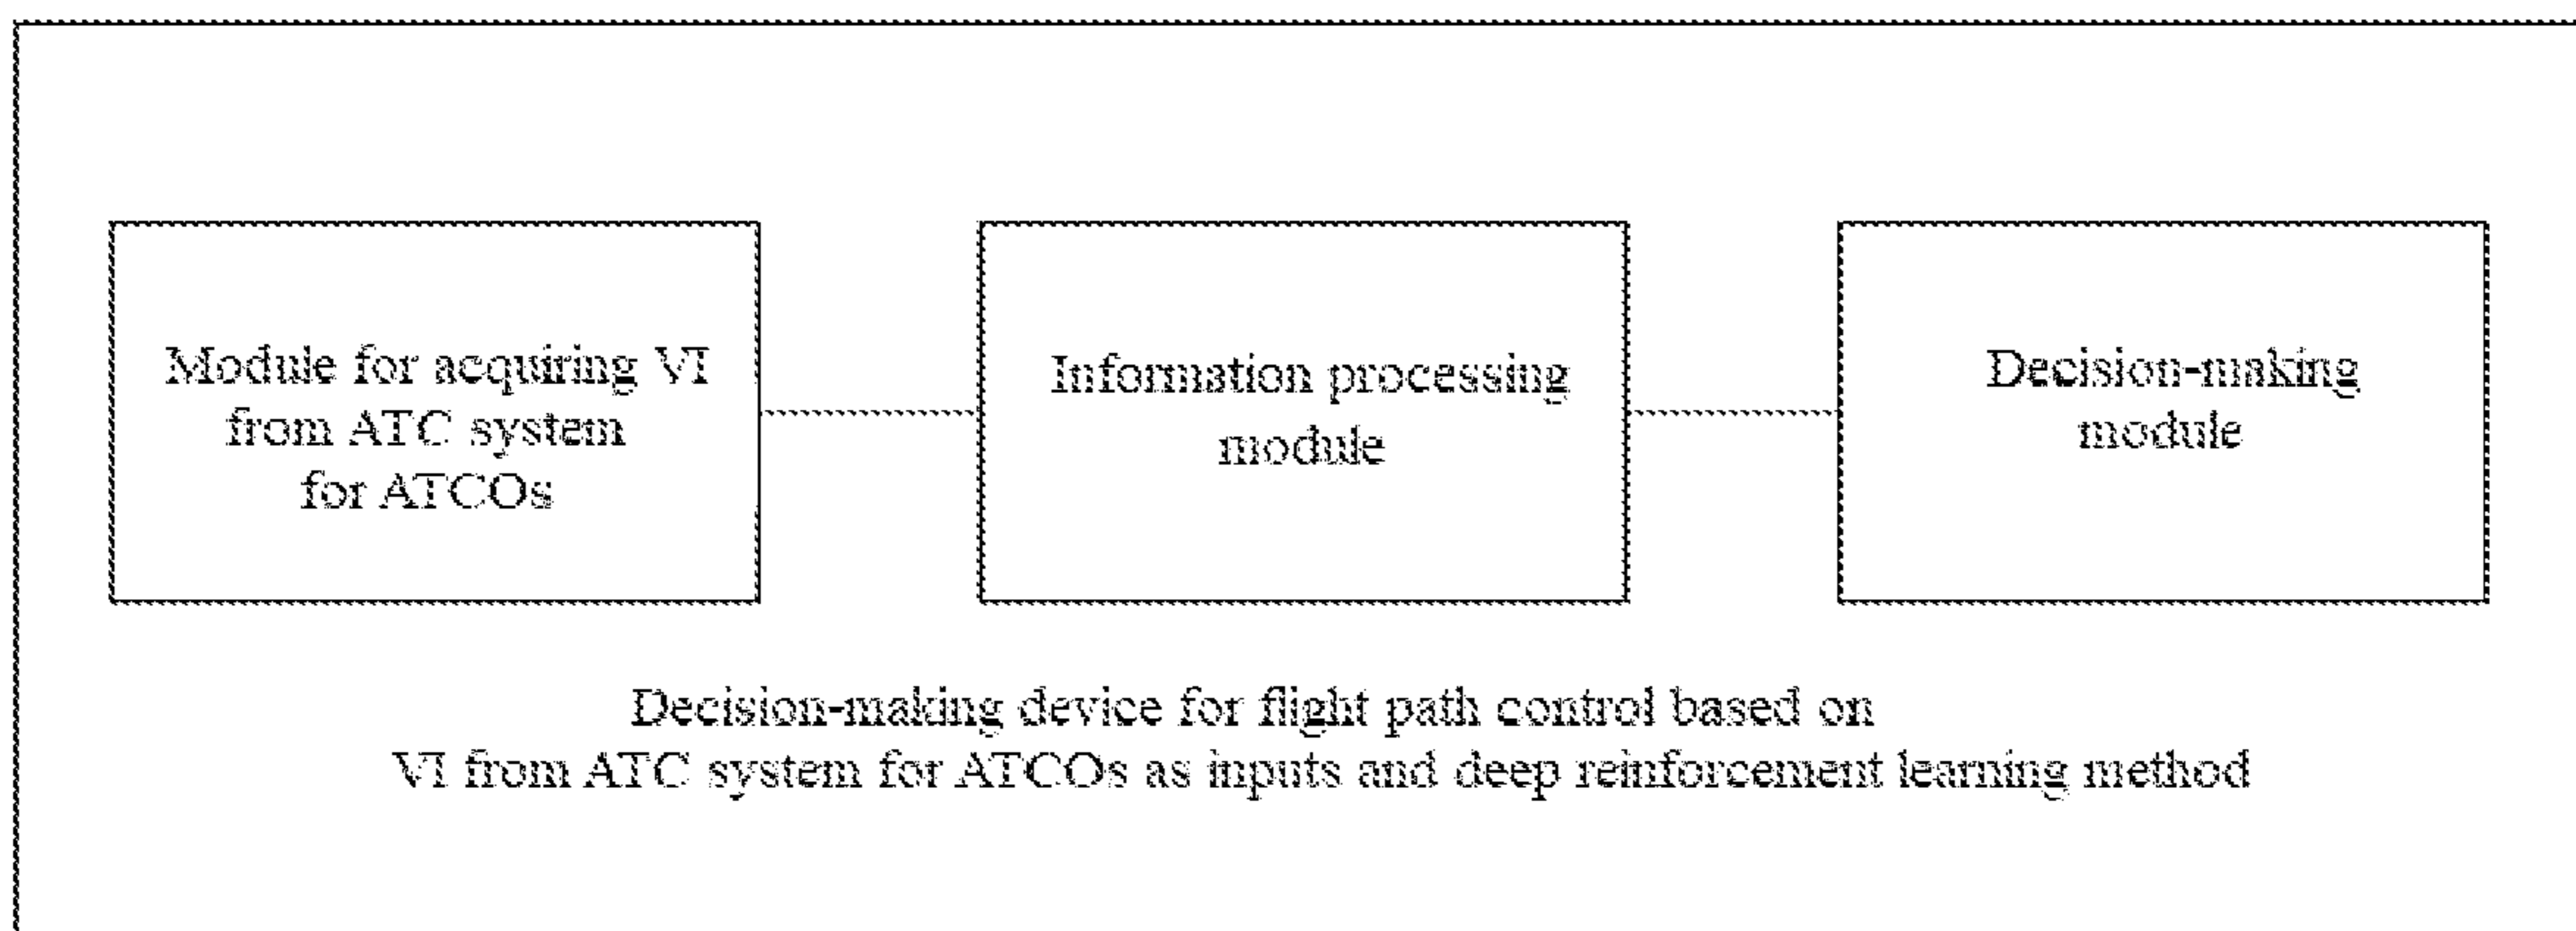 Module for acquiring VI
from ATC system
for ATCOs
Information processing
module
Decision-making
module
Decision-making device for flight path control based on
VI from ATC system for ATCOs as inputs and deep reinforcement learning method